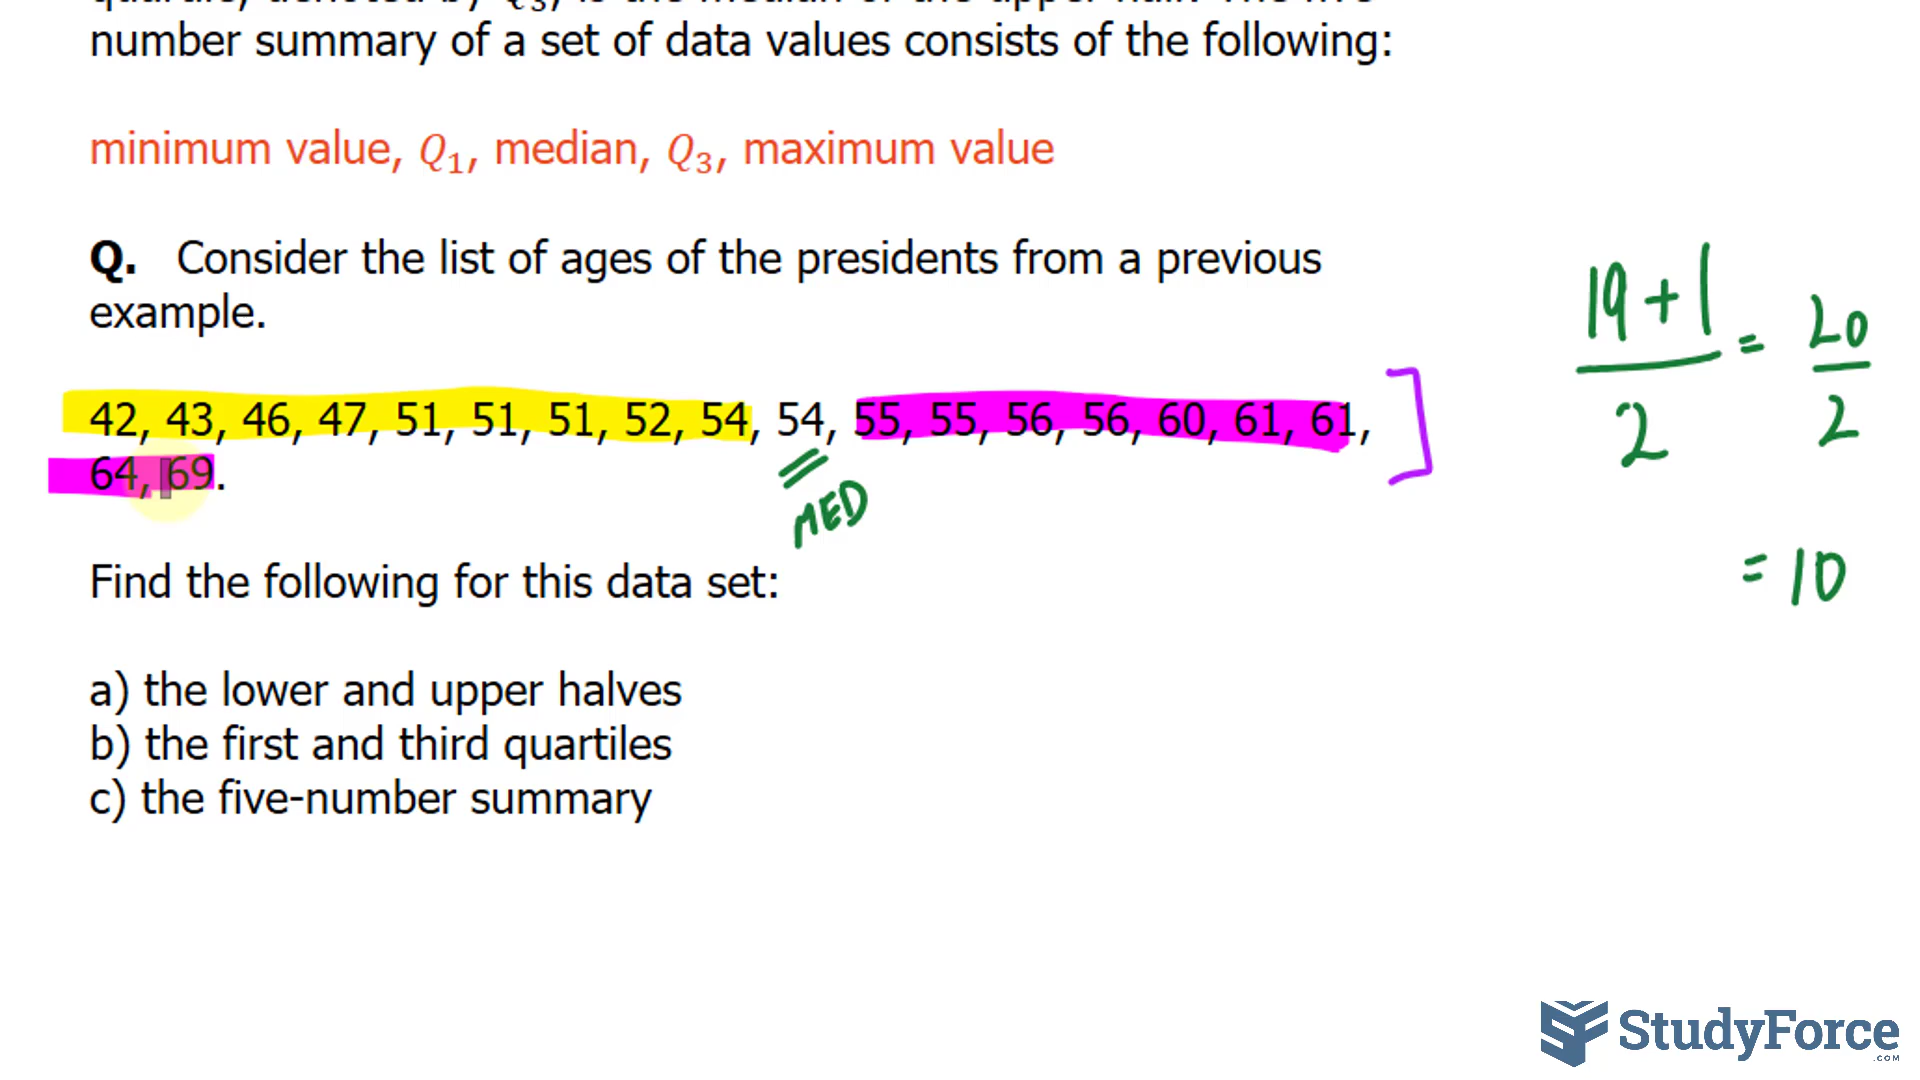 number summary of a set of data values consists of the following:
minimum value, Q₁, median, Q₃, maximum value
Q. Consider the list of ages of the presidents from a previous
example.
42, 43, 46, 47, 51, 51, 51, 52, 54, 54, 55, 55, 56, 56, 60, 61, 61,
64, 69.
MED
19+1/2 = 20/2
= 10
Find the following for this data set:
a) the lower and upper halves
b) the first and third quartiles
c) the five-number summary
StudyForce
.COM